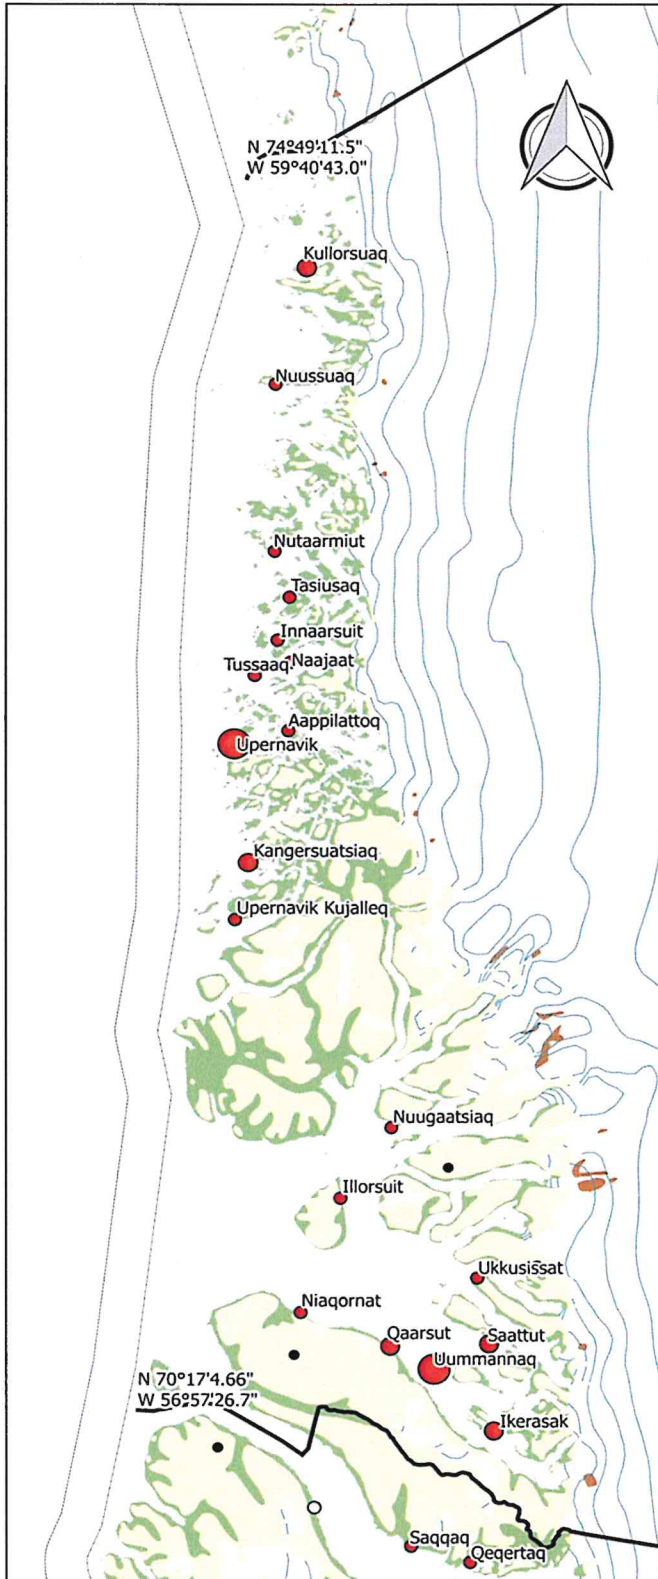 N 74°49'11.5"
W 59°40'43.0"
Kullorsuaq
Nuussuaq
Nutaarmiut
Tasiusaq
Innaarsuit
Naajaat
Tussaaq
Aappilattoq
Upernavik
Kangersuatsiaq
Upernavik Kujalleq
Nuugaatsiaq
Illorsuit
Ukkusissat
Niaqornat
Qaarsut
Saattut
Uummannaq
N 70°17'4.66"
W 56°57'26.7"
Ikerasak
Saqqaq
Qeqertaq